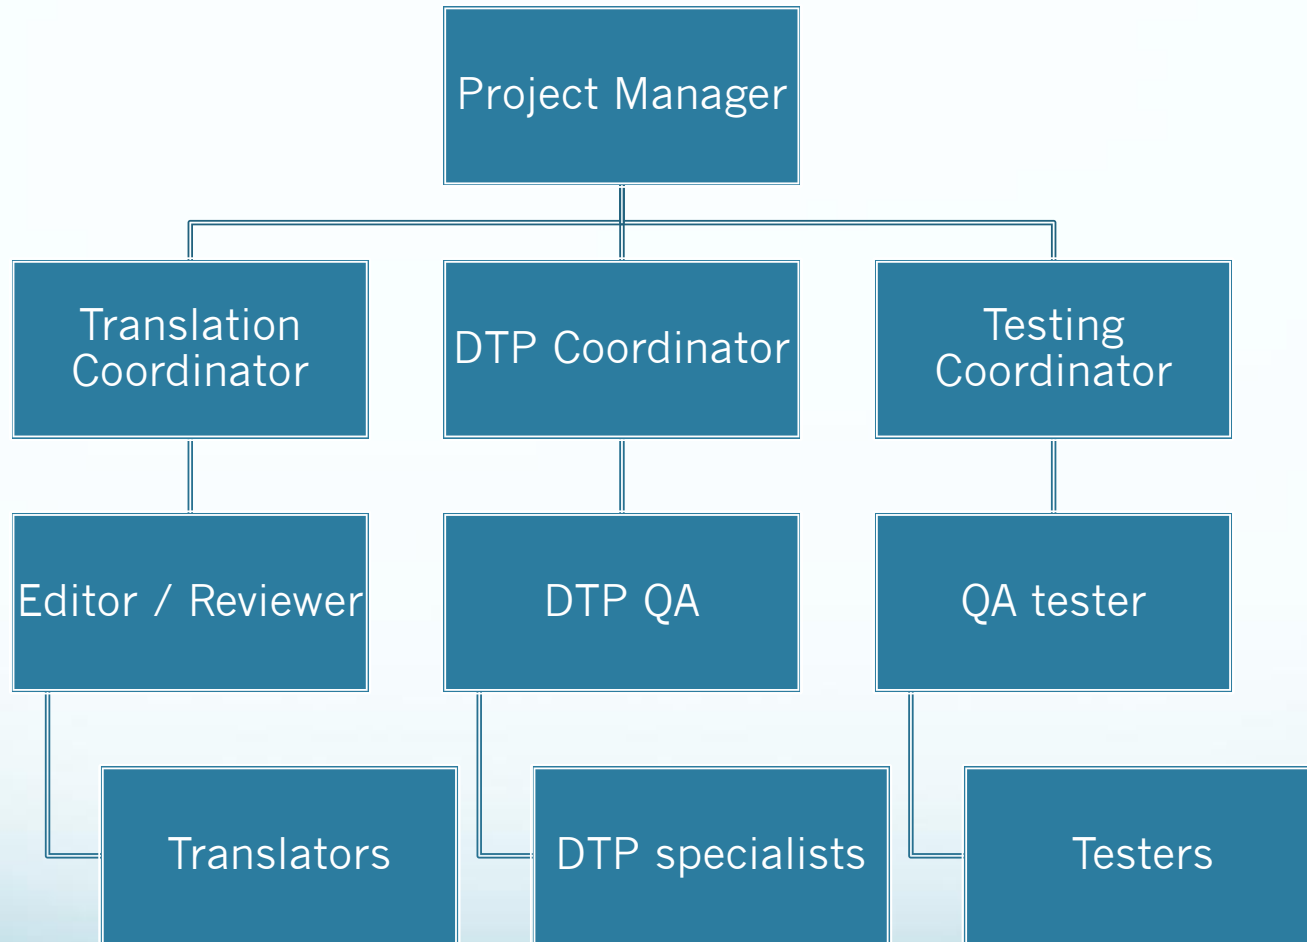 Project Manager
Translation
Coordinator
DTP Coordinator
Testing
Coordinator
Editor / Reviewer
DTP QA
QA tester
Translators
DTP specialists
Testers